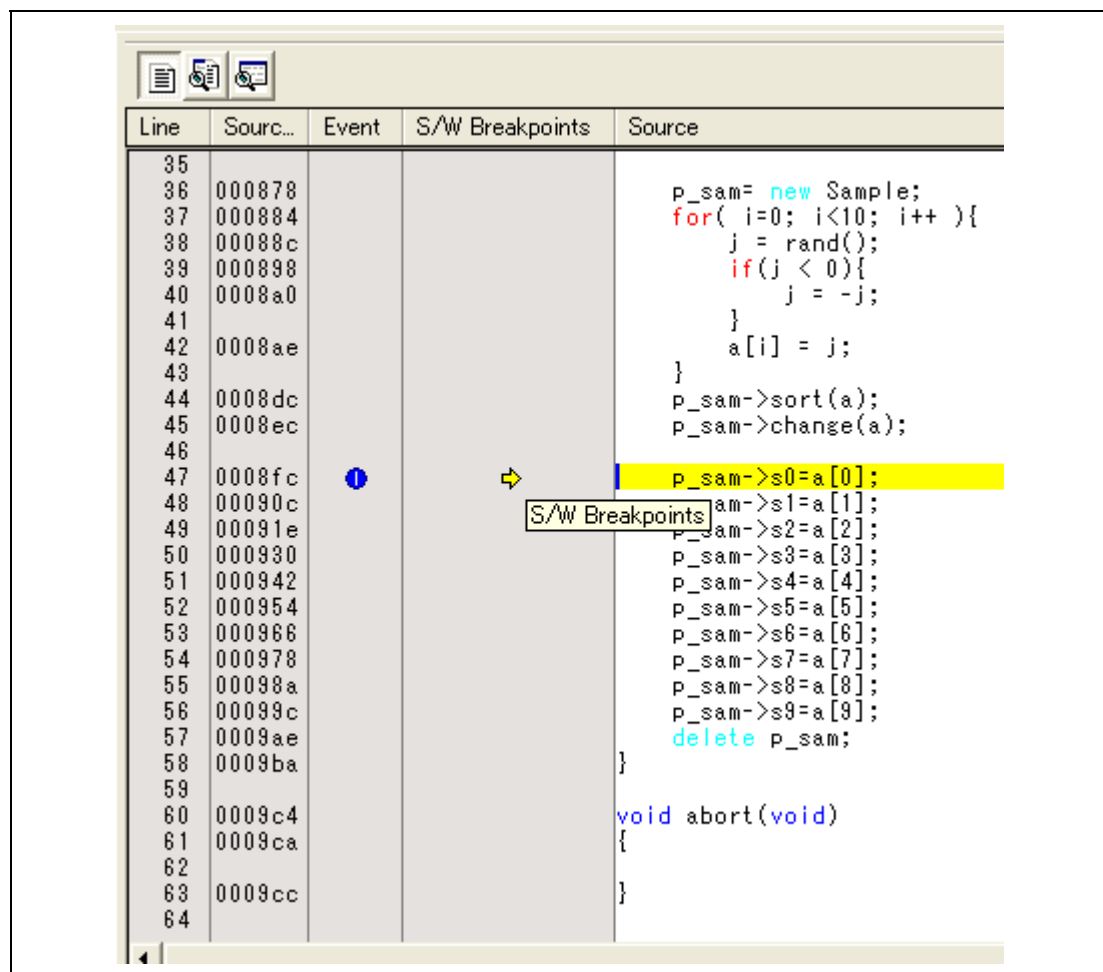 Line Sourc... Event S/W Breakpoints Source
35
36 000878 p_sam= new Sample;
37 000884 for( i=0; i<10; i++ ){
38 00088c j = rand();
39 000898 if(j < 0){
40 0008a0 j = -j;
41 }
42 0008ae a[i] = j;
43 }
44 0008dc p_sam->sort(a);
45 0008ec p_sam->change(a);
46
47 0008fc p_sam->s0=a[0];
48 00090c am->s1=a[1];
S/W Breakpoints
49 00091e p_sam->s2=a[2];
50 000930 p_sam->s3=a[3];
51 000942 p_sam->s4=a[4];
52 000954 p_sam->s5=a[5];
53 000966 p_sam->s6=a[6];
54 000978 p_sam->s7=a[7];
55 00098a p_sam->s8=a[8];
56 00099c p_sam->s9=a[9];
57 0009ae delete p_sam;
58 0009ba }
59
60 0009c4 void abort(void)
61 0009ca {
62
63 0009cc }
64